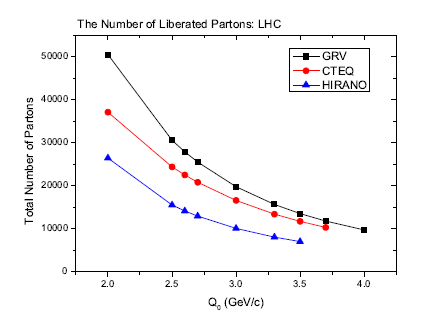 The Number of Liberated Partons: LHC
GRV
CTEQ
HIRANO
Total Number of Partons
50000
40000
30000
20000
10000
0
2.0 2.5 3.0 3.5 4.0
Q0 (GeV/c)